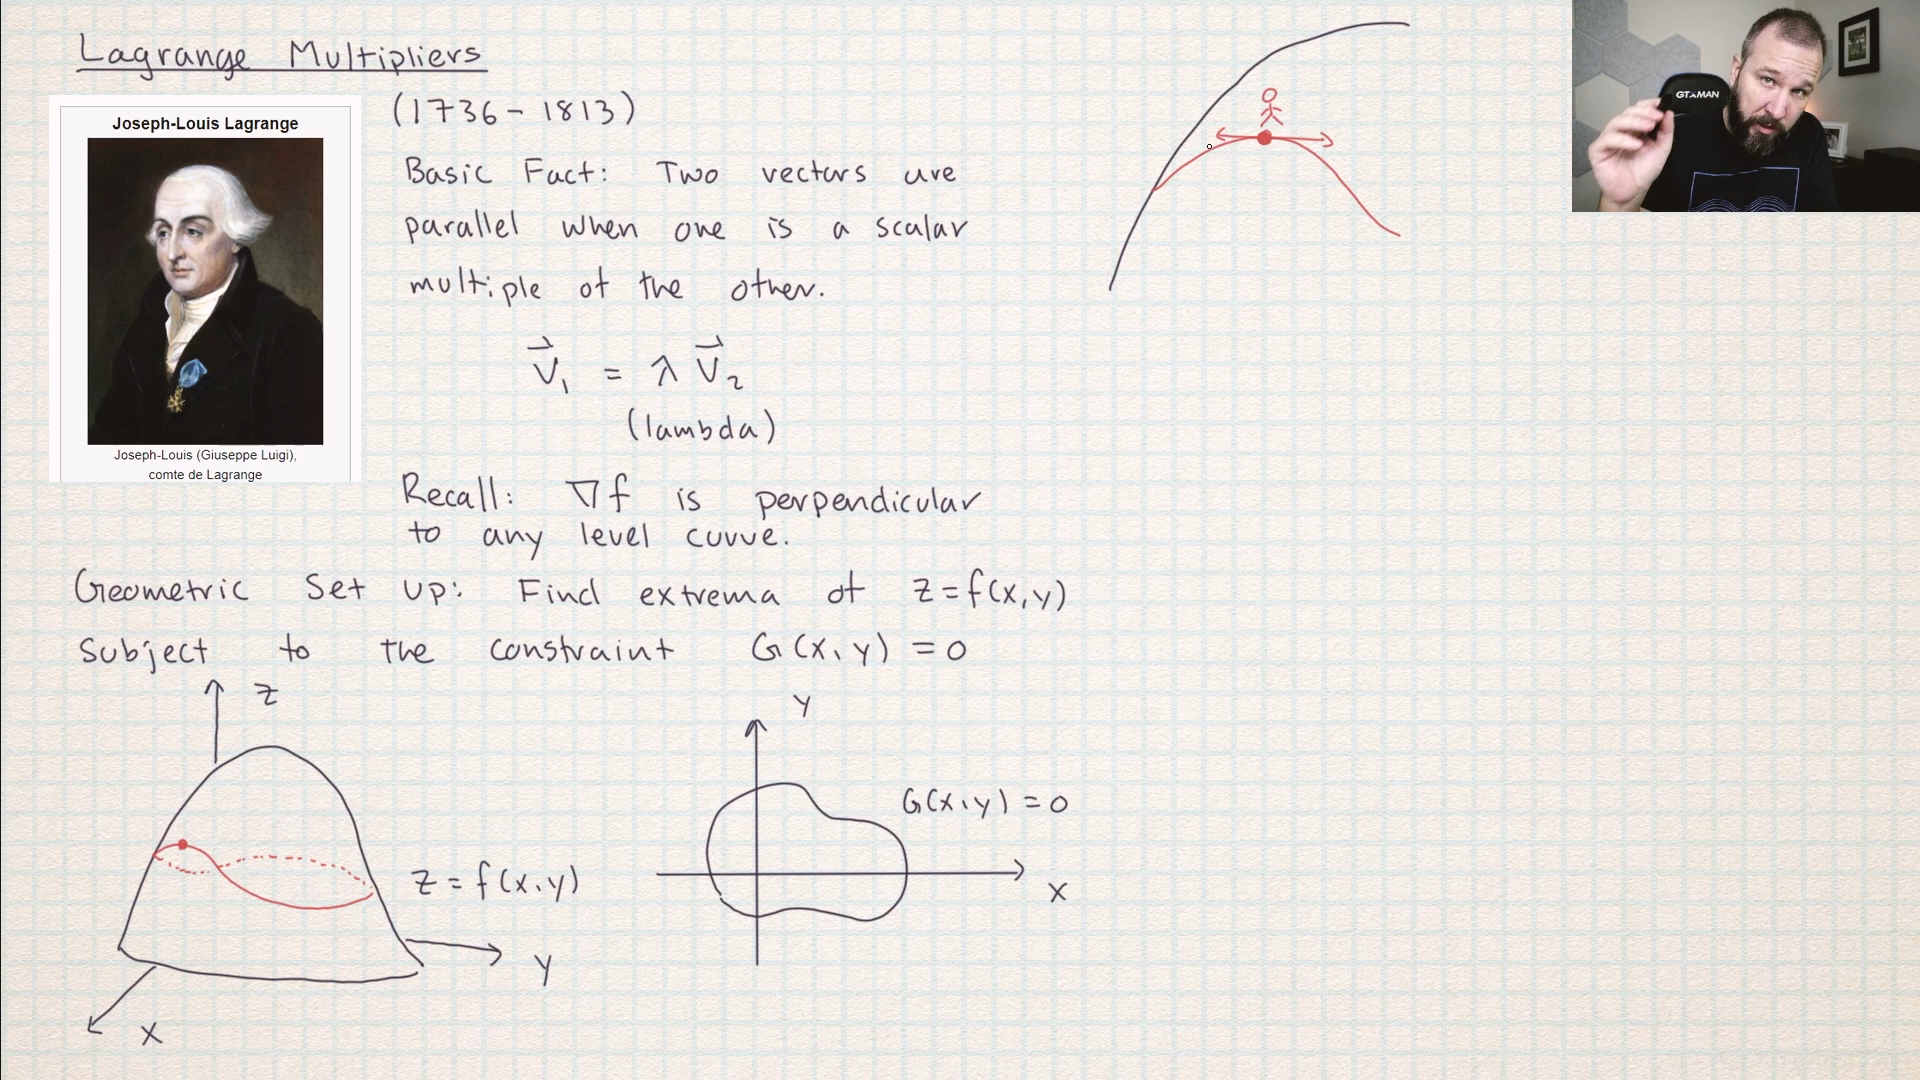 Lagrange Multipliers
Joseph-Louis Lagrange
Joseph-Louis (Giuseppe Luigi),
comte de Lagrange
(1736 - 1813)
Basic Fact: Two vectors are
parallel when one is a scalar
multiple of the other.
V⃗₁ = λ V⃗₂
(lambda)
Recall: ∇f is perpendicular
to any level curve.
Geometric Set Up: Find extrema of Z=f(x,y)
Subject to the constraint G(x,y) = 0
Z
Z = f(x,y)
Y
X
Y
G(x,y) = 0
X
GTRMAN